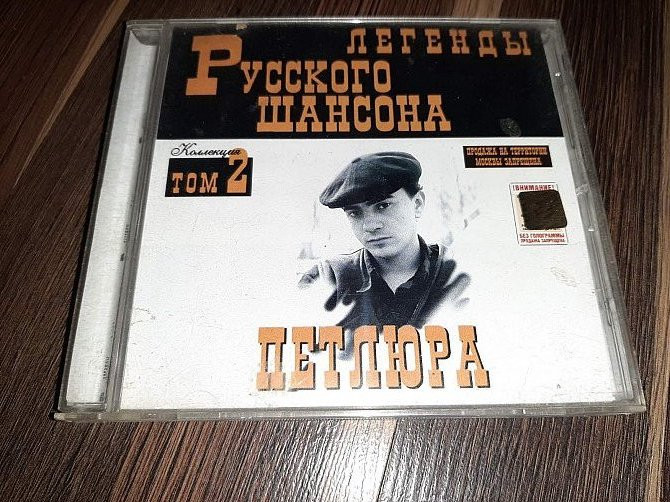 ЛЕГЕНДЫ
РУССКОГО
ШАНСОНА
Коллекция
ТОМ 2
ПРОДАЖА НА ТЕРРИТОРИИ
МОСКВЫ ЗАПРЕЩЕНА
!ВНИМАНИЕ!
БЕЗ ГОЛОГРАММЫ
ПРОДАЖА ЗАПРЕЩЕНА
ПЕТЛЮРА